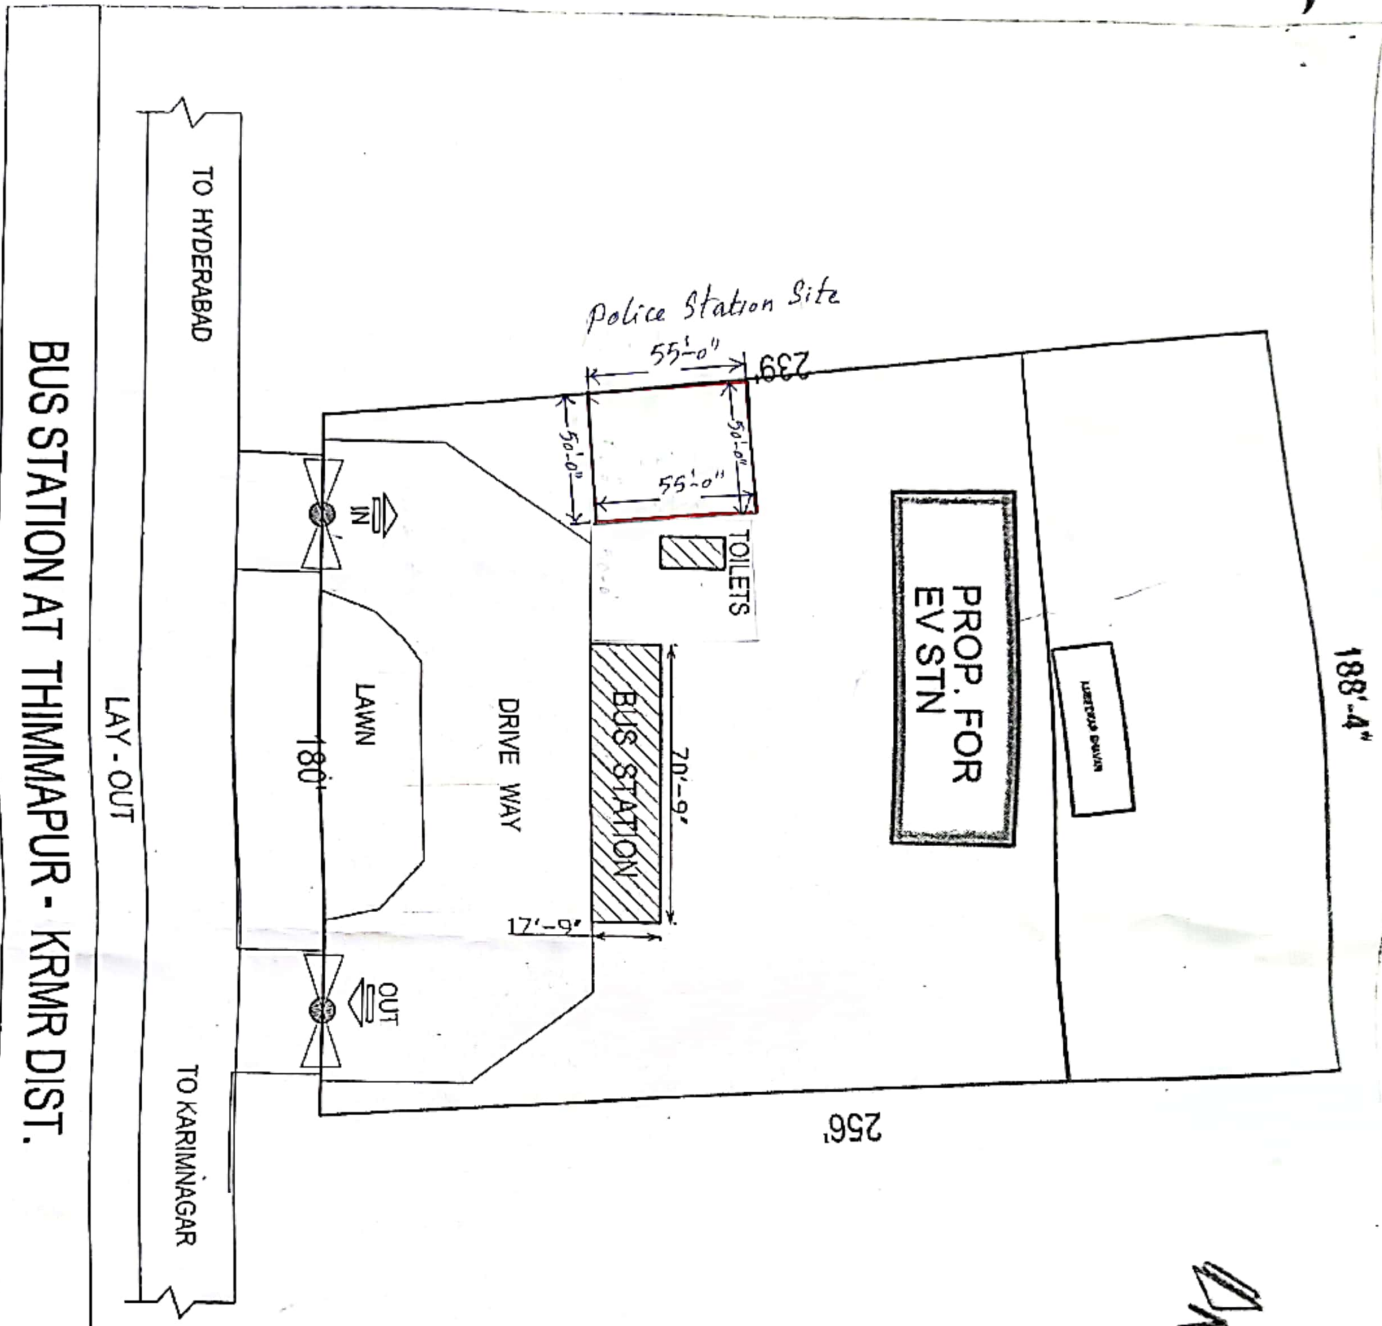 Police Station Site
55'-0"
239'
50'-0"
50'-0"
55'-0"
TOILETS
IN
PROP. FOR
EV STN
188'-4"
TO HYDERABAD
LAWN
180'
DRIVE WAY
BUS STATION
70'-9"
17'-9"
OUT
256'
TO KARIMNAGAR
LAY - OUT
BUS STATION AT THIMMAPUR - KRMR DIST.